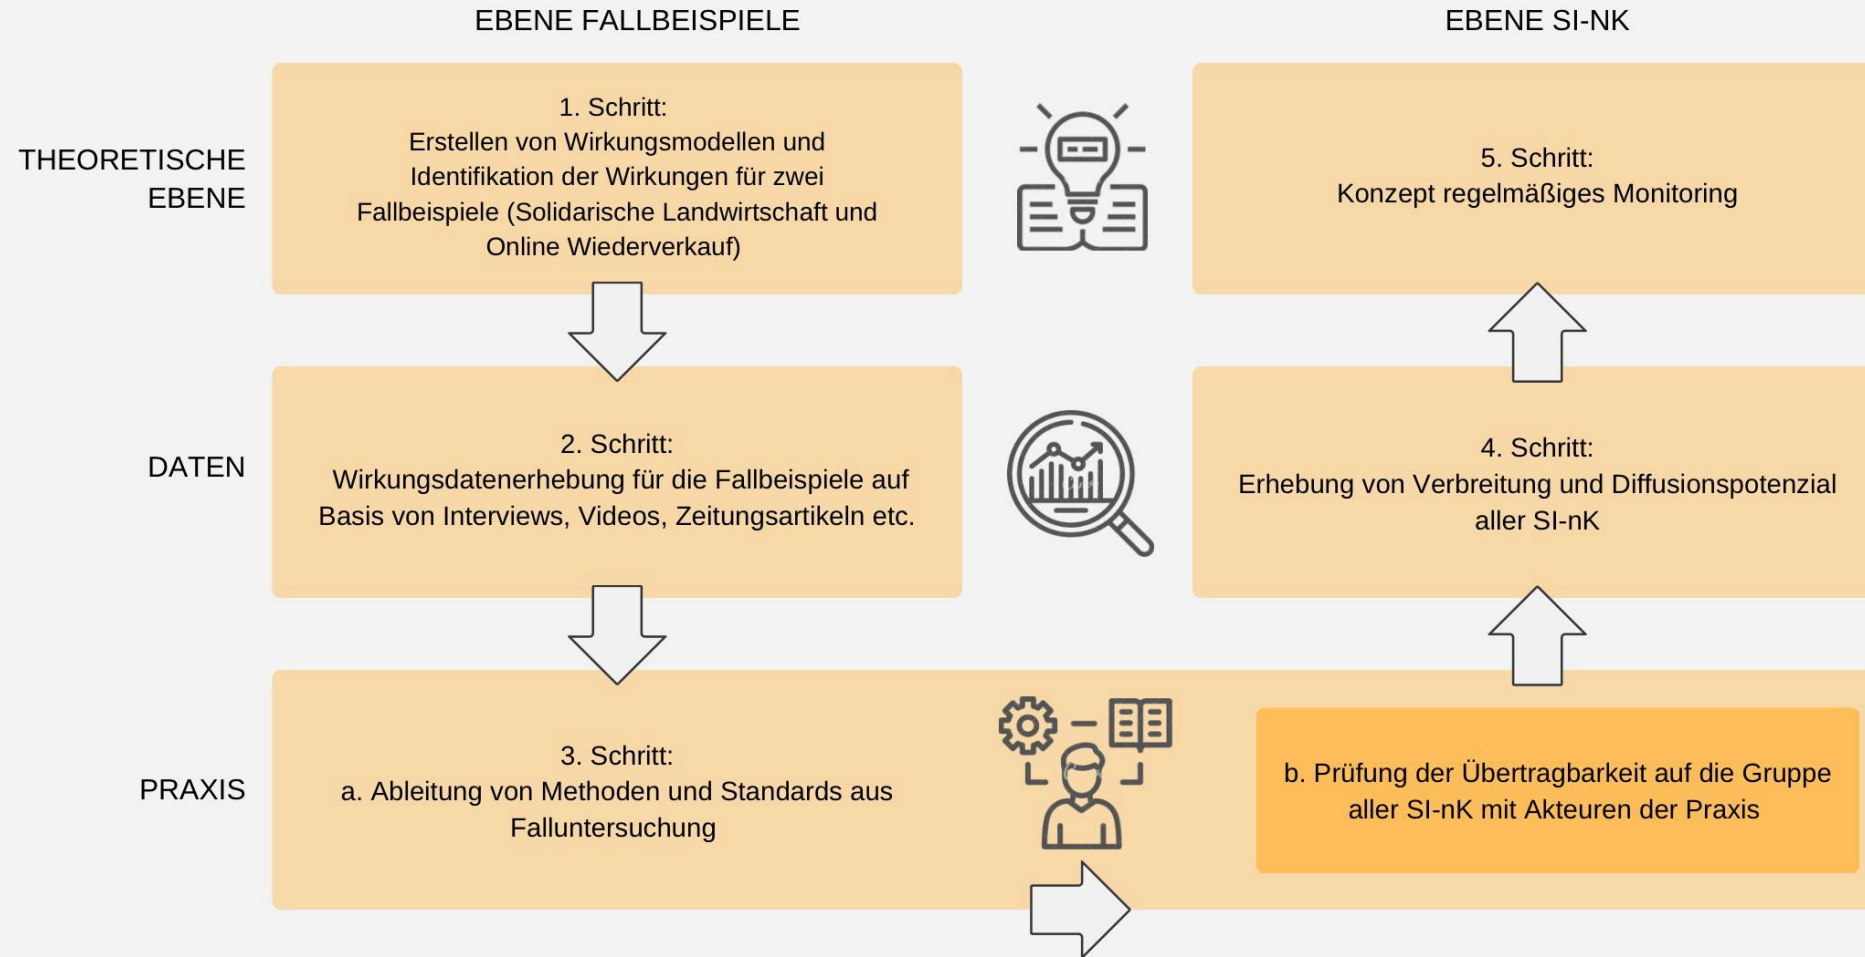 EBENE FALLBEISPIELE
EBENE SI-NK
THEORETISCHE
EBENE
1. Schritt:
Erstellen von Wirkungsmodellen und
Identifikation der Wirkungen für zwei
Fallbeispiele (Solidarische Landwirtschaft und
Online Wiederverkauf)
5. Schritt:
Konzept regelmäßiges Monitoring
DATEN
2. Schritt:
Wirkungsdatenerhebung für die Fallbeispiele auf
Basis von Interviews, Videos, Zeitungsartikeln etc.
4. Schritt:
Erhebung von Verbreitung und Diffusionspotenzial
aller SI-nK
PRAXIS
3. Schritt:
a. Ableitung von Methoden und Standards aus
Falluntersuchung
b. Prüfung der Übertragbarkeit auf die Gruppe
aller SI-nK mit Akteuren der Praxis